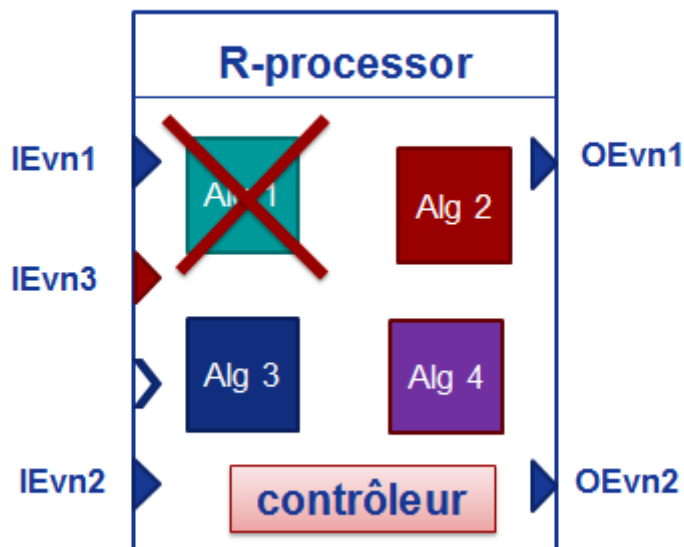 R-processor
IEvn1
OEvn1
Alg 1
Alg 2
IEvn3
Alg 3
Alg 4
IEvn2
OEvn2
contrôleur